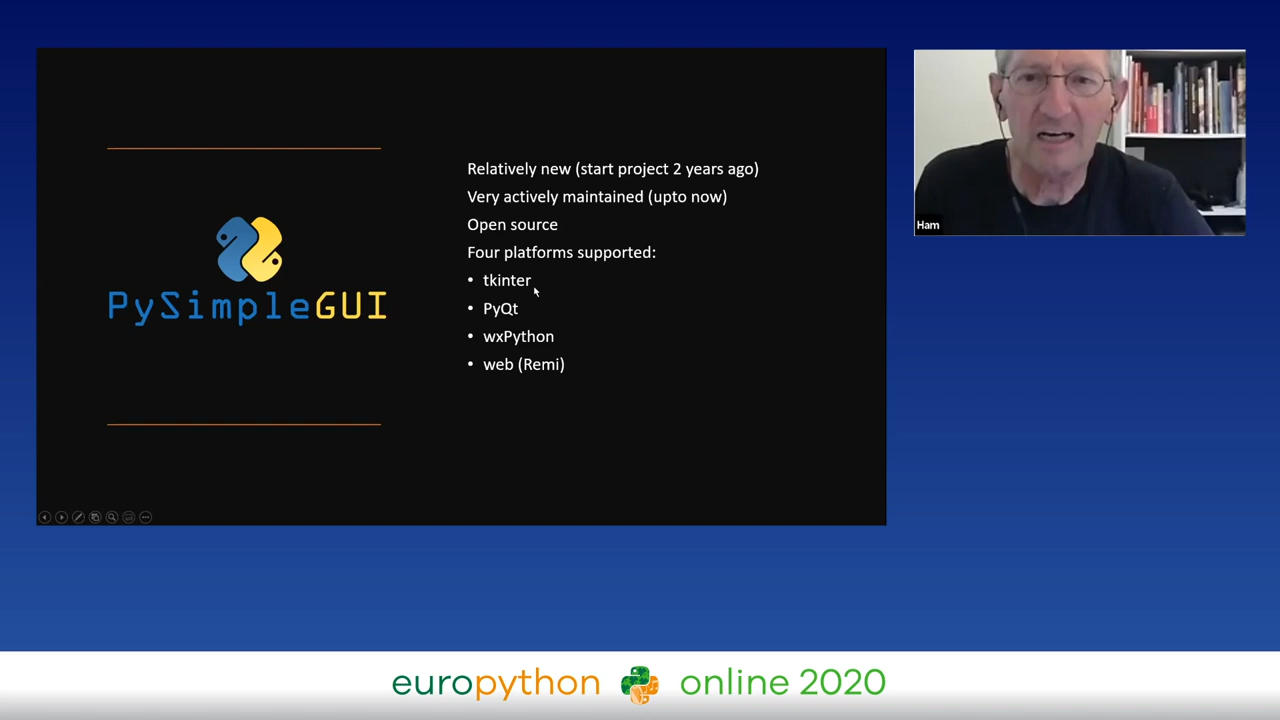 PySimpleGUI
Relatively new (start project 2 years ago)
Very actively maintained (upto now)
Open source
Four platforms supported:
• tkinter
• PyQt
• wxPython
• web (Remi)
Ham
europython online 2020